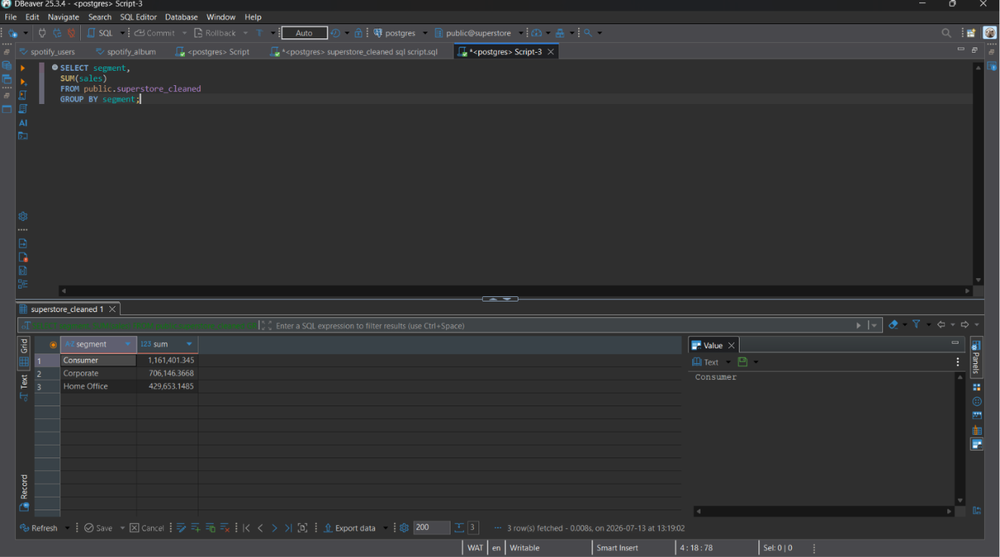 DBeaver 25.3.4 - <postgres> Script-3
File Edit Navigate Search SQL Editor Database Window Help
SQL Commit Rollback T Auto postgres public@superstore
spotify_users spotify_album <postgres> Script *<postgres> superstore_cleaned sql script.sql *<postgres> Script-3
SELECT segment,
SUM(sales)
FROM public.superstore_cleaned
GROUP BY segment;
AI
superstore_cleaned 1
Enter a SQL expression to filter results (use Ctrl+Space)
Grid
Text
Record
A-Z segment 123 sum
1 Consumer 1,161,401.345
2 Corporate 706,146.3668
3 Home Office 429,653.1485
Value
Text
Consumer
Panels
Refresh Save Cancel Export data 200 3 ... 3 row(s) fetched - 0.008s, on 2026-07-13 at 13:19:02
WAT en Writable Smart Insert 4 : 18 : 78 Sel: 0 | 0